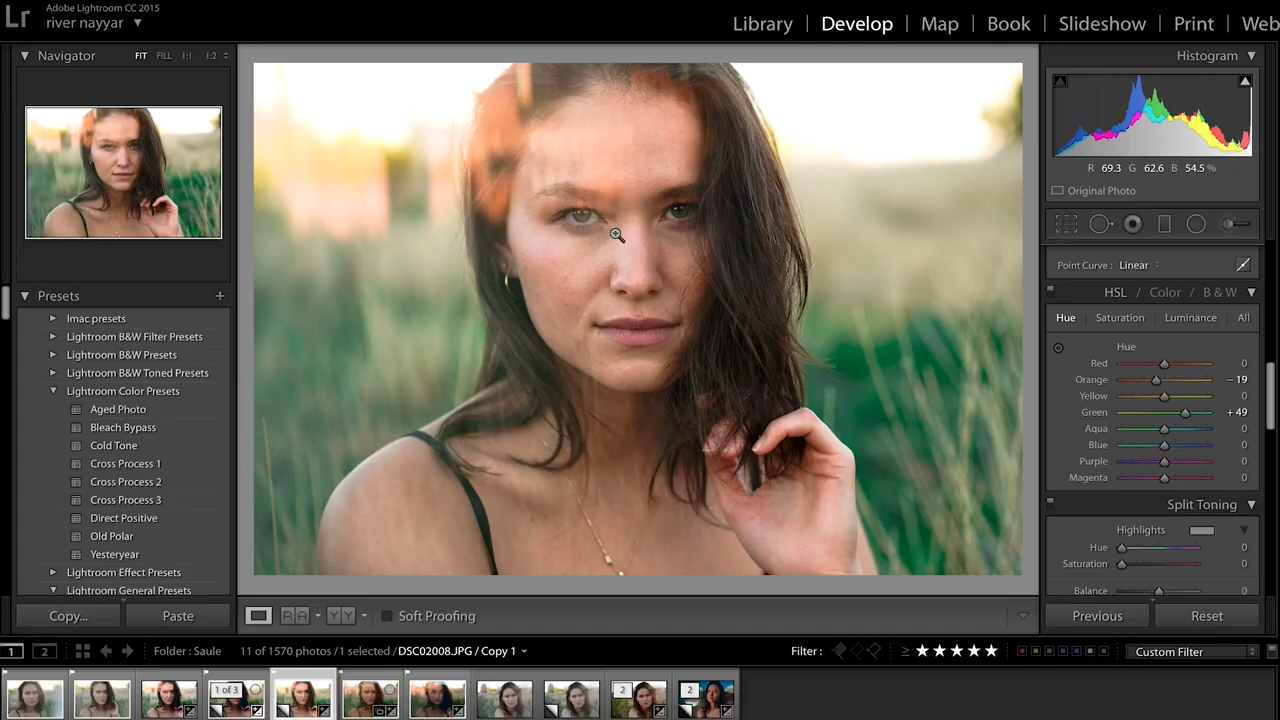 Lr
Adobe Lightroom CC 2015
river nayyar
Library | Develop | Map | Book | Slideshow | Print | Web
Navigator FIT FILL 1:1 1:2
Presets +
Imac presets
Lightroom B&W Filter Presets
Lightroom B&W Presets
Lightroom B&W Toned Presets
Lightroom Color Presets
Aged Photo
Bleach Bypass
Cold Tone
Cross Process 1
Cross Process 2
Cross Process 3
Direct Positive
Old Polar
Yesteryear
Lightroom Effect Presets
Lightroom General Presets
Copy... Paste
Histogram
R 69.3 G 62.6 B 54.5 %
Original Photo
Point Curve : Linear
HSL / Color / B & W
Hue Saturation Luminance All
Hue
Red 0
Orange - 19
Yellow 0
Green + 49
Aqua 0
Blue 0
Purple 0
Magenta 0
Split Toning
Highlights
Hue 0
Saturation 0
Balance 0
Previous Reset
R A Y Y Soft Proofing
1 2 Folder : Saule 11 of 1570 photos / 1 selected / DSC02008.JPG / Copy 1 Filter : ≥ ★★★★★ Custom Filter
1 of 3 2 2